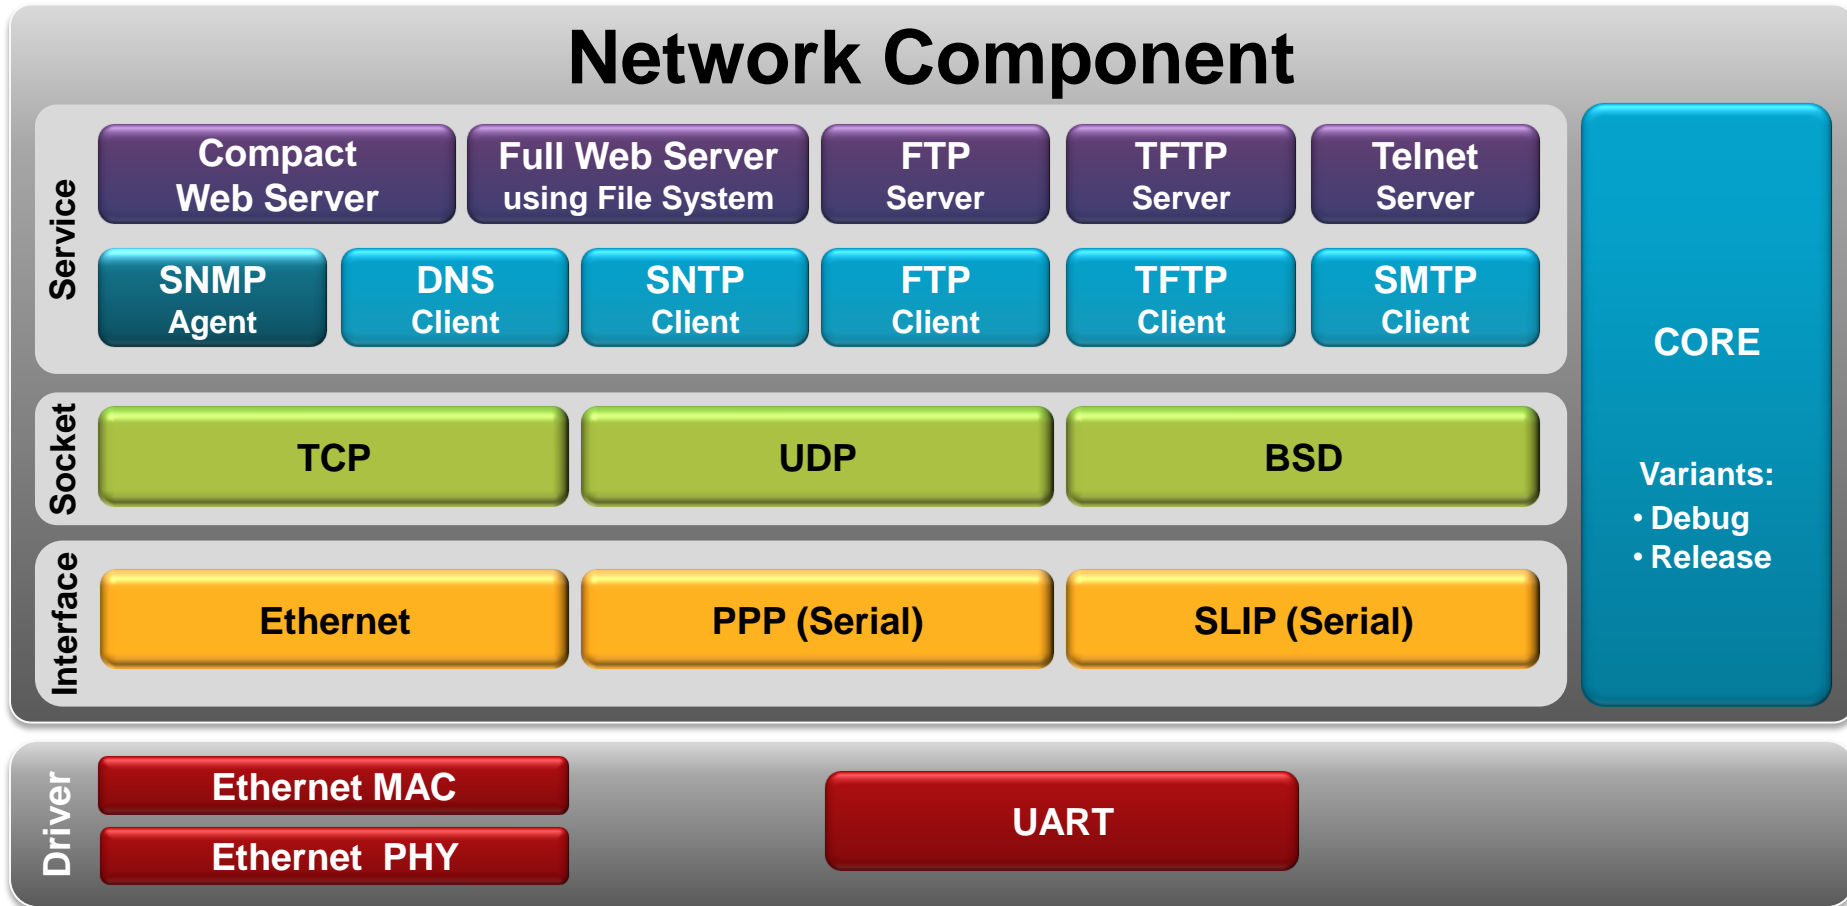 Network Component
Service
Compact
Web Server
Full Web Server
using File System
FTP
Server
TFTP
Server
Telnet
Server
SNMP
Agent
DNS
Client
SNTP
Client
FTP
Client
TFTP
Client
SMTP
Client
Socket
TCP
UDP
BSD
Interface
Ethernet
PPP (Serial)
SLIP (Serial)
CORE
Variants:
• Debug
• Release
Driver
Ethernet MAC
Ethernet PHY
UART